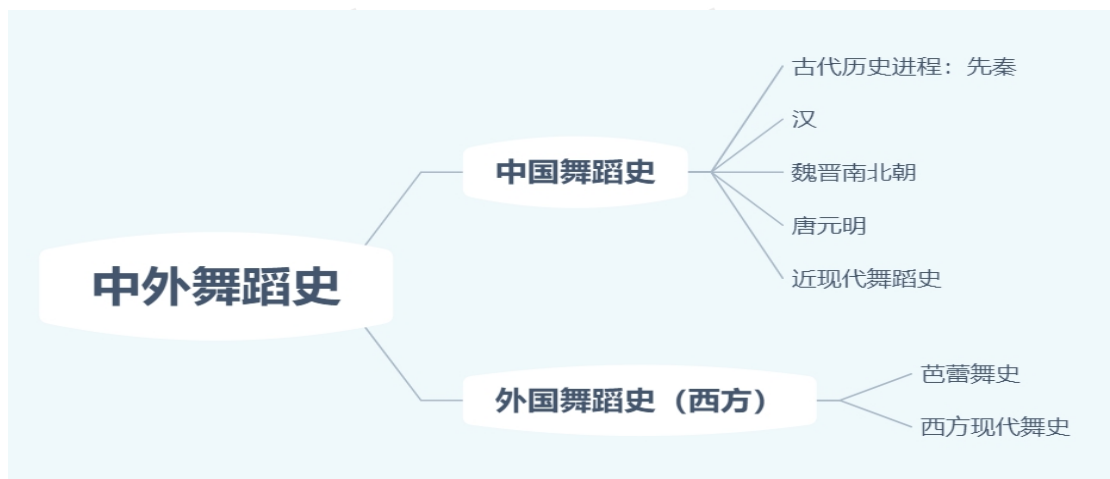 中外舞蹈史
中国舞蹈史
古代历史进程：先秦
汉
魏晋南北朝
唐元明
近现代舞蹈史
外国舞蹈史（西方）
芭蕾舞史
西方现代舞史